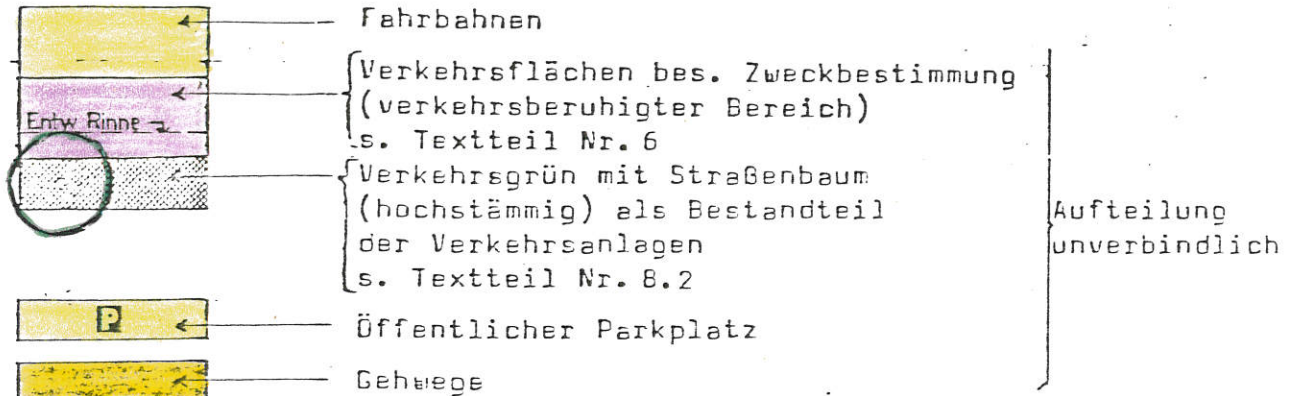 Fahrbahnen
Verkehrsflächen bes. Zweckbestimmung
(verkehrsberuhigter Bereich)
s. Textteil Nr. 6
Entw Rinne
Verkehrsgrün mit Straßenbaum
(hochstämmig) als Bestandteil
der Verkehrsanlagen
s. Textteil Nr. 8.2
Aufteilung
unverbindlich
P
Öffentlicher Parkplatz
Gehwege